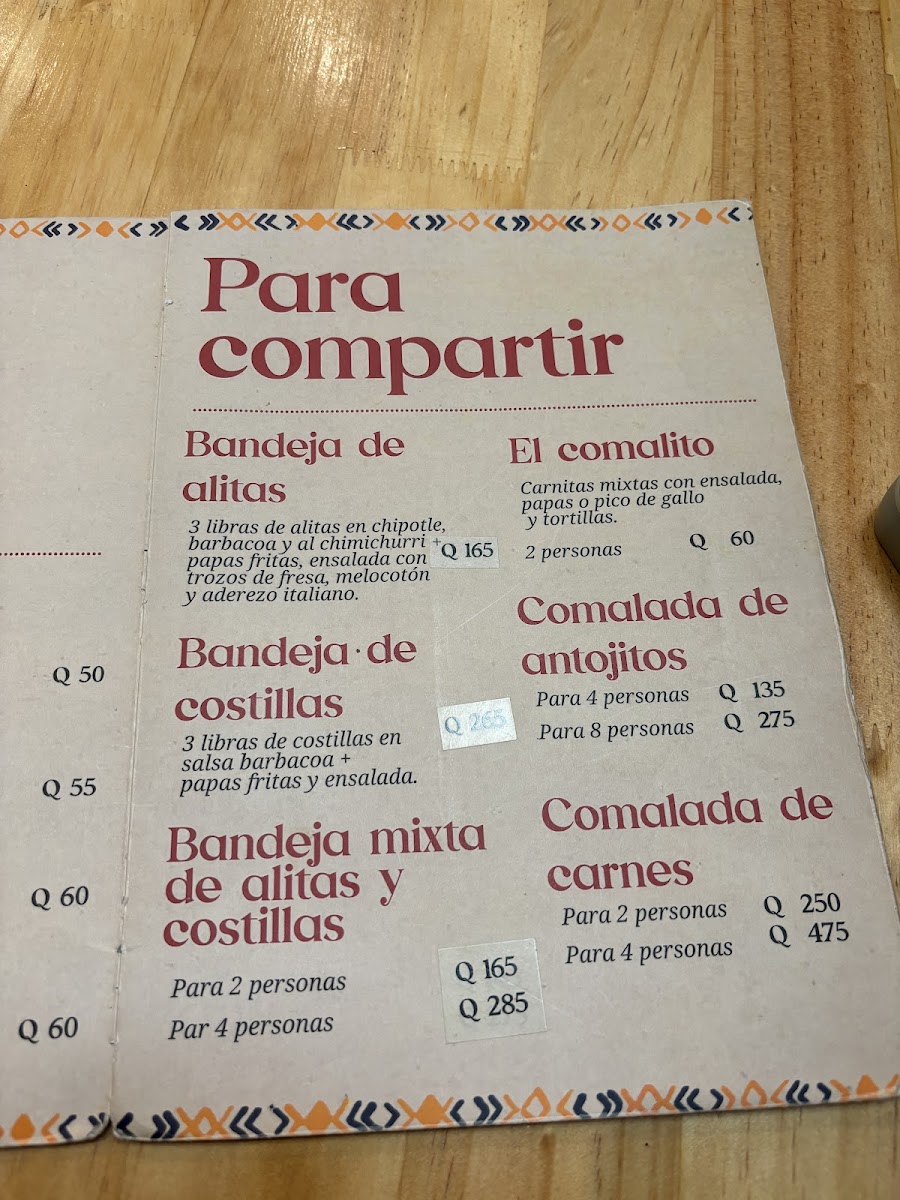 Q 50
Q 55
Q 60
Q 60
Para
compartir
Bandeja de
alitas
3 libras de alitas en chipotle,
barbacoa y al chimichurri +
papas fritas, ensalada con
trozos de fresa, melocotón
y aderezo italiano.
Q 165
Bandeja de
costillas
3 libras de costillas en
salsa barbacoa +
papas fritas y ensalada.
Q 265
Bandeja mixta
de alitas y
costillas
Para 2 personas Q 165
Par 4 personas Q 285
El comalito
Carnitas mixtas con ensalada,
papas o pico de gallo
y tortillas.
2 personas Q 60
Comalada de
antojitos
Para 4 personas Q 135
Para 8 personas Q 275
Comalada de
carnes
Para 2 personas Q 250
Para 4 personas Q 475